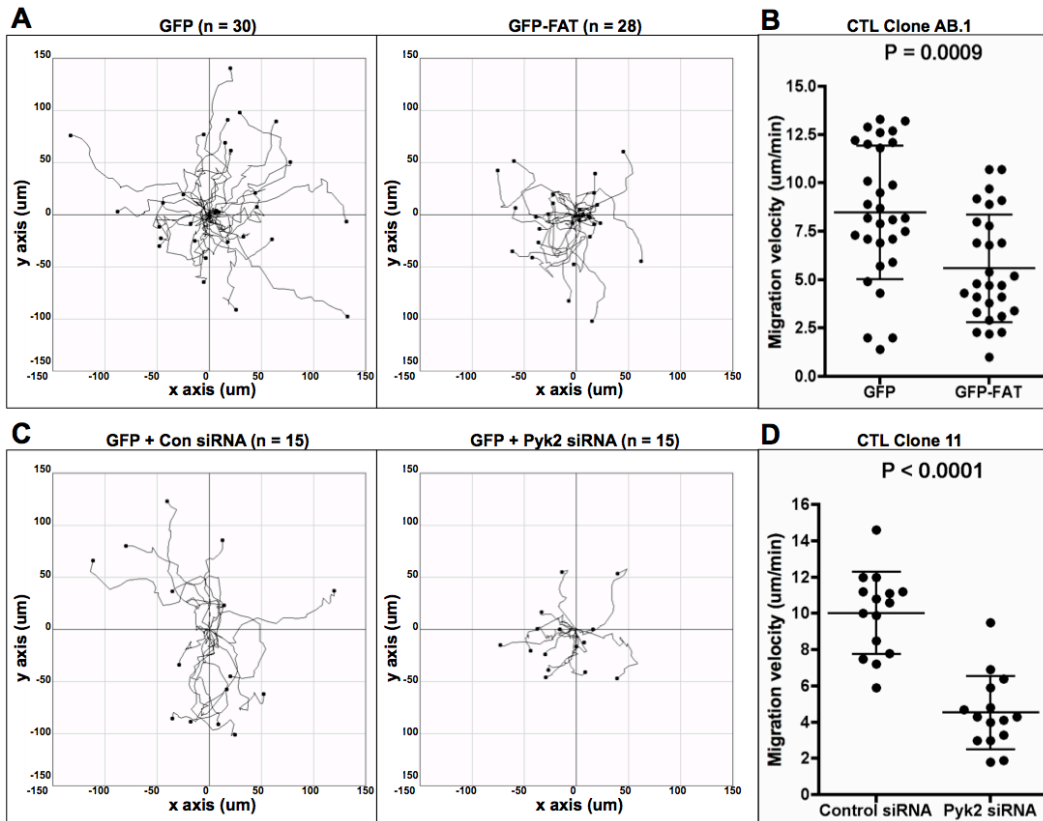 A
GFP (n = 30)
GFP-FAT (n = 28)
B
CTL Clone AB.1
P = 0.0009
y axis (um)
150
100
50
0
-50
-100
-150
-150 -100 -50 0 50 100 150
x axis (um)
y axis (um)
150
100
50
0
-50
-100
-150
-150 -100 -50 0 50 100 150
x axis (um)
Migration velocity (um/min)
15.0
12.5
10.0
7.5
5.0
2.5
0.0
GFP GFP-FAT
C
GFP + Con siRNA (n = 15)
GFP + Pyk2 siRNA (n = 15)
D
CTL Clone 11
P < 0.0001
y axis (um)
150
100
50
0
-50
-100
-150
-150 -100 -50 0 50 100 150
x axis (um)
y axis (um)
150
100
50
0
-50
-100
-150
-150 -100 -50 0 50 100 150
x axis (um)
Migration velocity (um/min)
16
14
12
10
8
6
4
2
0
Control siRNA Pyk2 siRNA